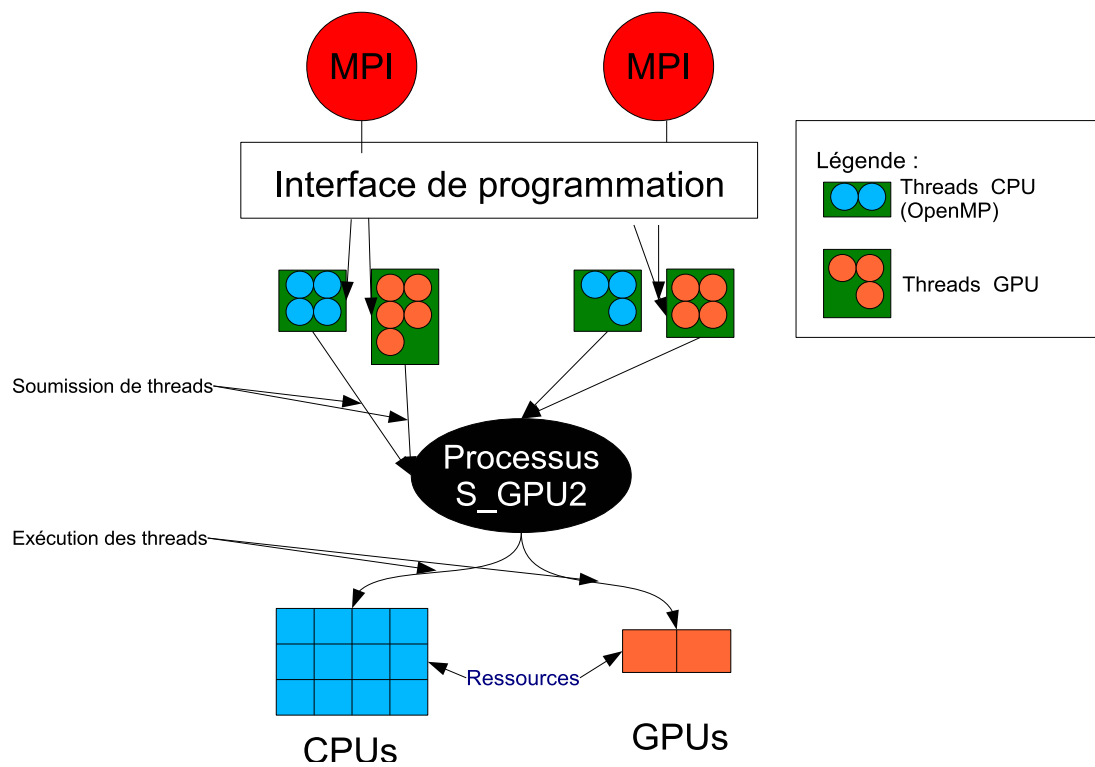 MPI
MPI
Interface de programmation
Légende :
Threads CPU
(OpenMP)
Threads GPU
Soumission de threads
Processus
S_GPU2
Exécution des threads
Ressources
CPUs
GPUs